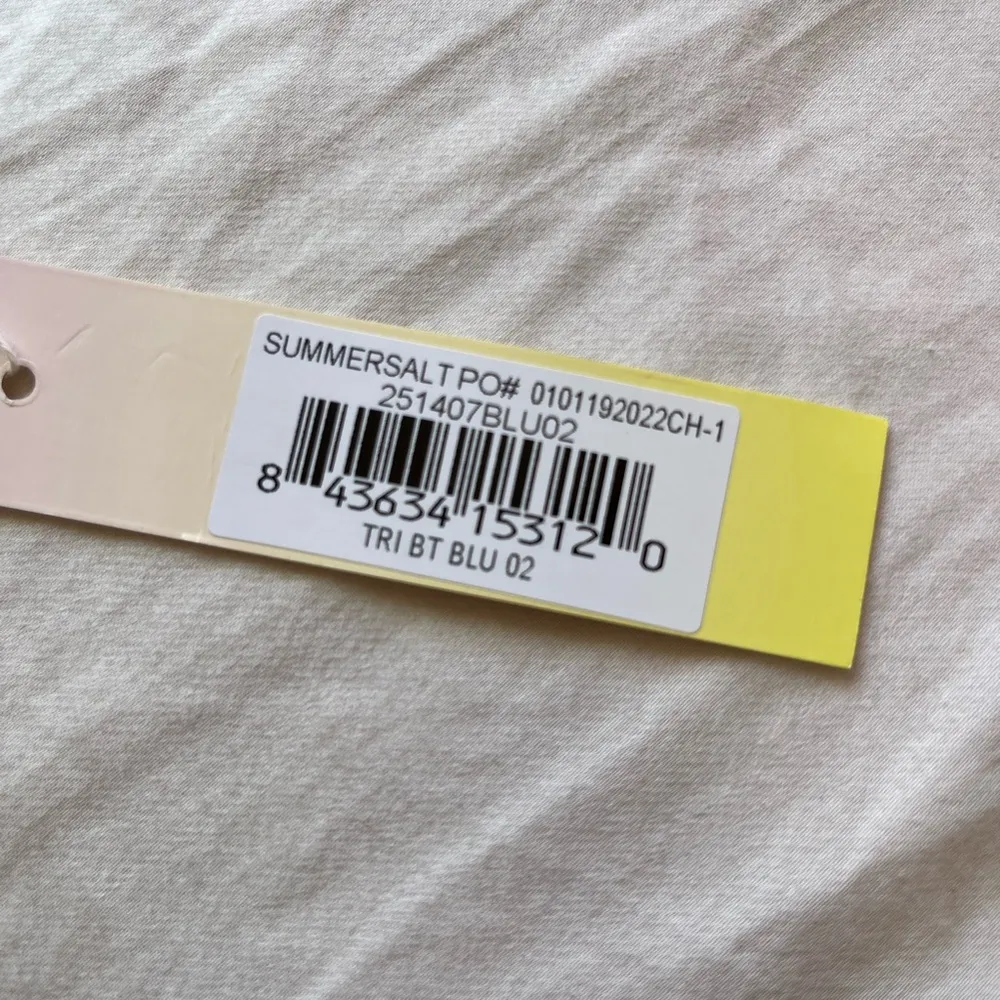 SUMMERSALT PO# 0101192022CH-1
251407BLU02
8 43634 15312 0
TRI BT BLU 02